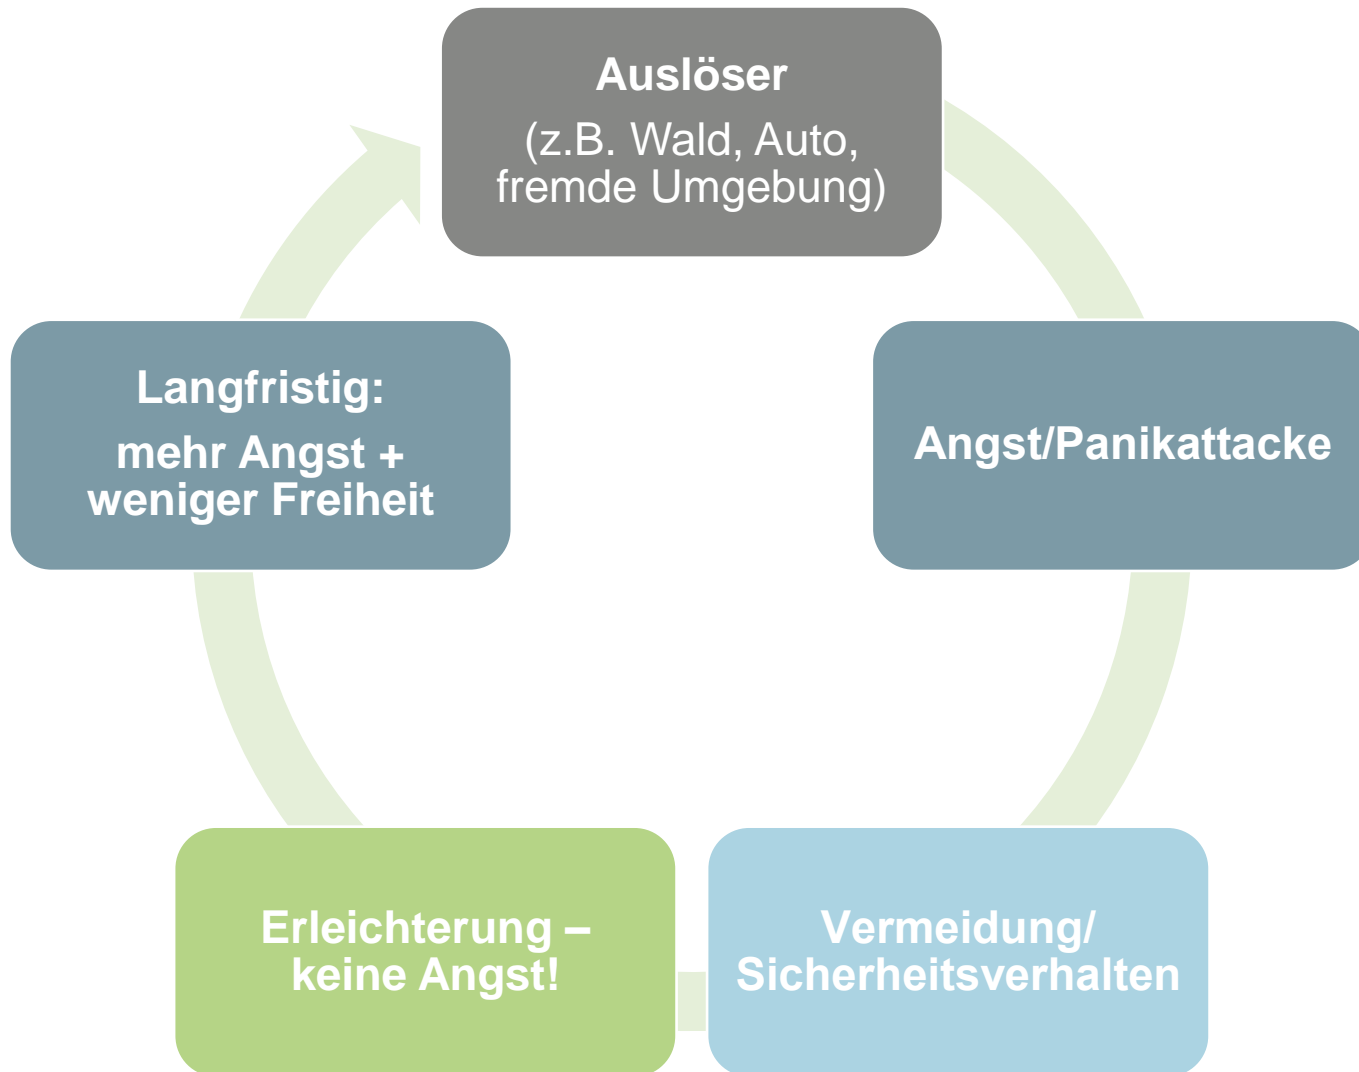 Auslöser
(z.B. Wald, Auto,
fremde Umgebung)
Angst/Panikattacke
Vermeidung/
Sicherheitsverhalten
Erleichterung –
keine Angst!
Langfristig:
mehr Angst +
weniger Freiheit